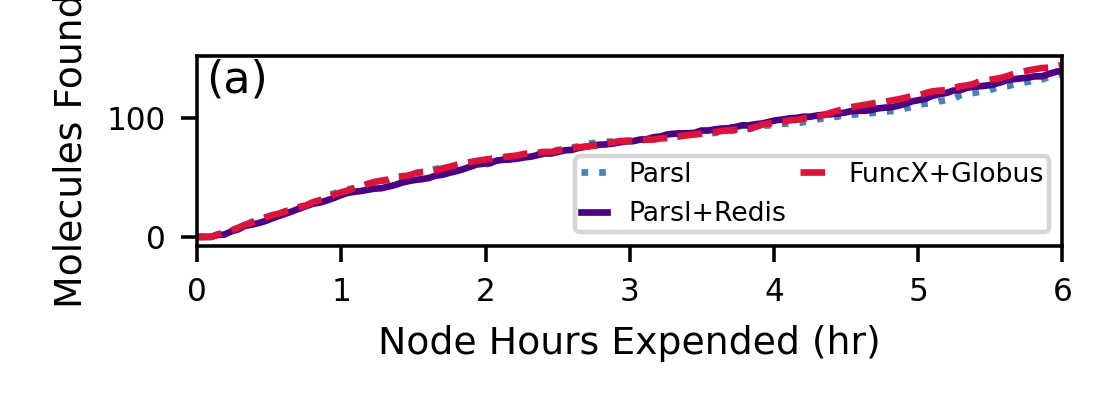 Molecules Found
(a)
100
0
Parsl
Parsl+Redis
FuncX+Globus
0 1 2 3 4 5 6
Node Hours Expended (hr)